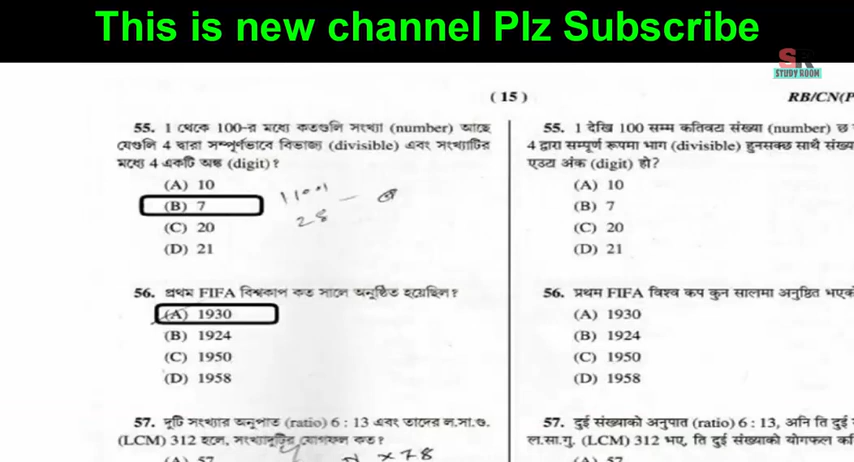 This is new channel Plz Subscribe
SR
STUDY ROOM
( 15 )
RB/CN(P
55. 1 থেকে 100-র মধ্যে কতগুলি সংখ্যা (number) আছে
যেগুলি 4 দ্বারা সম্পূর্ণভাবে বিভাজ্য (divisible) এবং সংখ্যাটির
মধ্যে 4 একটি অঙ্ক (digit) ?
(A) 10
(B) 7
(C) 20
(D) 21
28
56. প্রথম FIFA বিশ্বকাপ কত সালে অনুষ্ঠিত হয়েছিল ?
(A) 1930
(B) 1924
(C) 1950
(D) 1958
57. দুটি সংখ্যার অনুপাত (ratio) 6 : 13 এবং তাদের ল.সা.গু.
(LCM) 312 হলে, সংখ্যাদুটির যোগফল কত?
(A) 57
x78
55. 1 देखि 100 सम्म कतिवटा संख्या (number) छ
4 द्वारा सम्पूर्ण रूपमा भाग (divisible) हुनसक्छ साथै संख्या
एउटा अंक (digit) हो?
(A) 10
(B) 7
(C) 20
(D) 21
56. प्रथम FIFA विश्व कप कुन सालमा अनुष्ठित भएको
(A) 1930
(B) 1924
(C) 1950
(D) 1958
57. दुई संख्याको अनुपात (ratio) 6 : 13, अनि ति दुई
ल.सा.गु. (LCM) 312 भए, ति दुई संख्याको योगफल कति
(A) 57